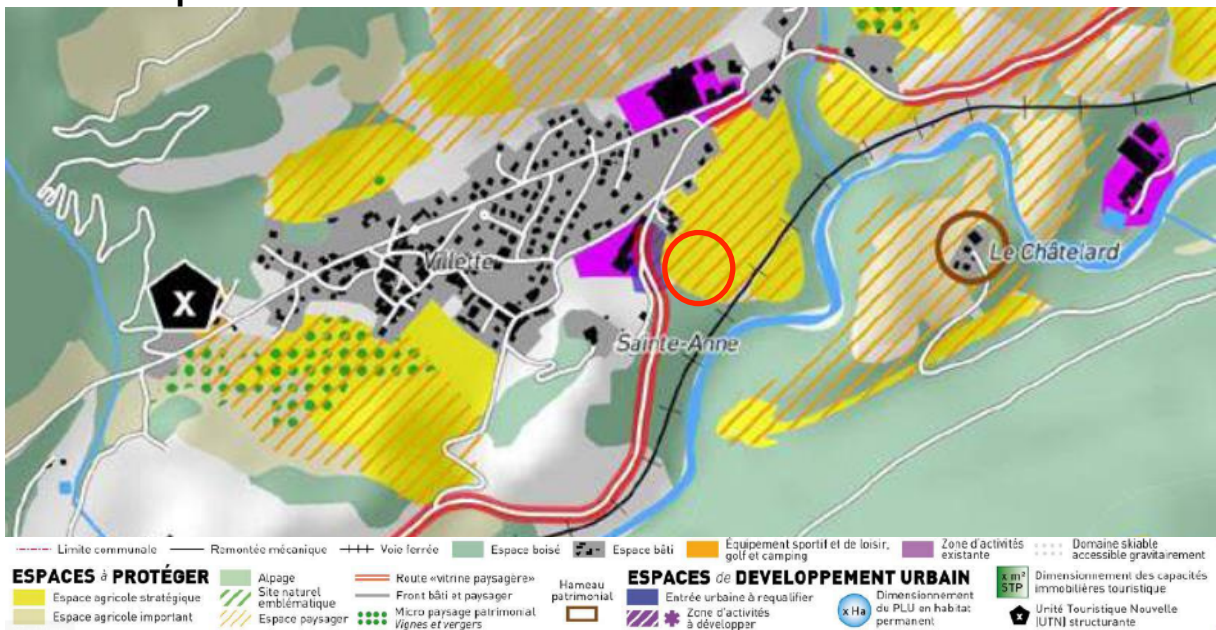 Villette
X
Le Châtelard
Sainte-Anne
Limite communale
Remontée mécanique
Voie ferrée
Espace boisé
Espace bâti
Équipement sportif et de loisir,
golf et camping
Zone d'activités
existante
Domaine skiable
accessible gravitairement
ESPACES à PROTÉGER
Espace agricole stratégique
Espace agricole important
Alpage
Site naturel
emblématique
Espace paysager
Route «vitrine paysagère»
Front bâti et paysager
Micro paysage patrimonial
Vignes et vergers
Hameau
patrimonial
ESPACES de DEVELOPPEMENT URBAIN
Entrée urbaine à requalifier
Zone d'activités
à développer
x Ha
Dimensionnement
du PLU en habitat
permanent
x m²
STP
Dimensionnement des capacités
immobilières touristique
X
Unité Touristique Nouvelle
(UTN) structurante